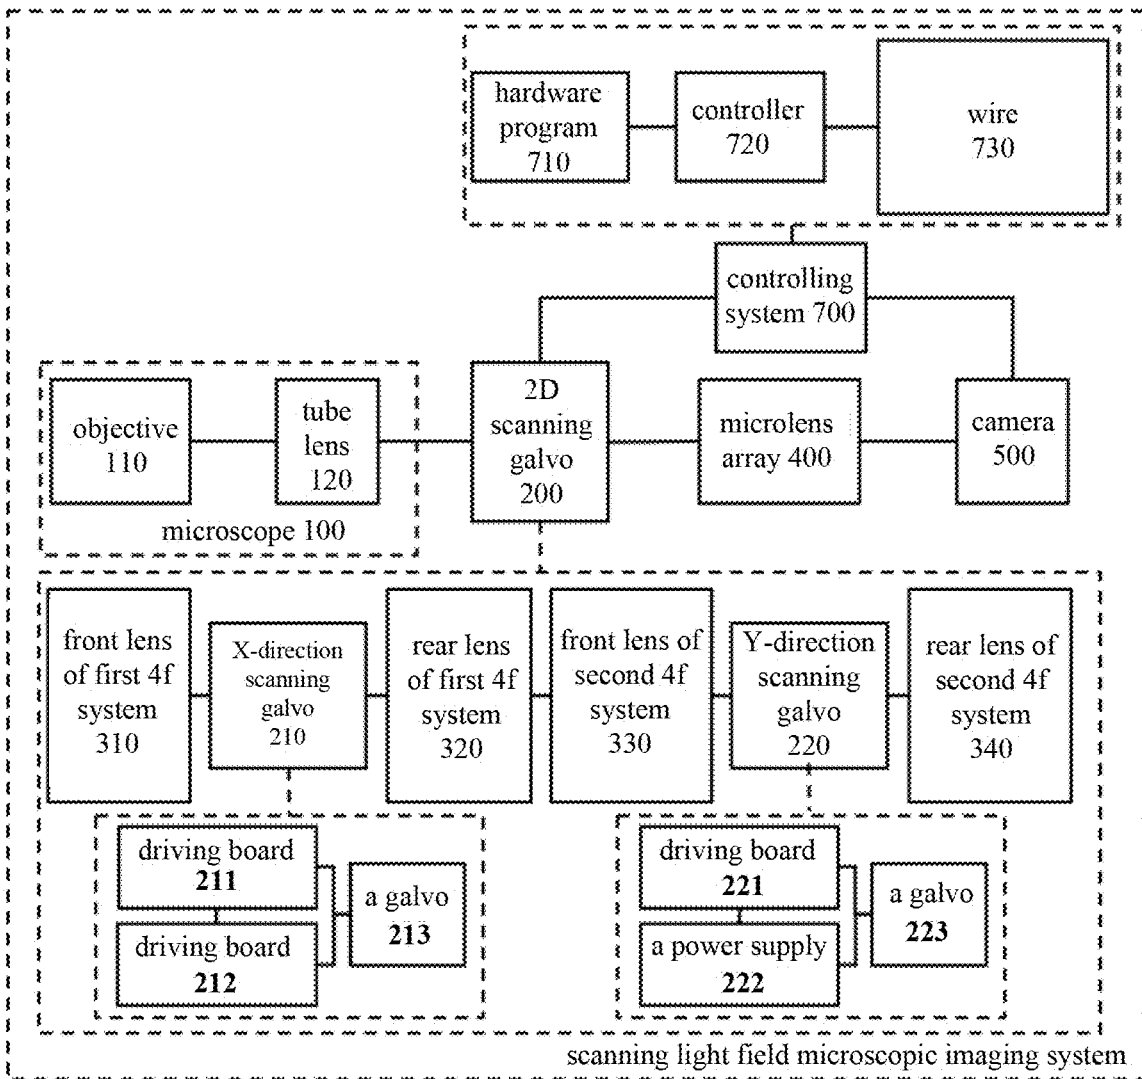 hardware
program
710
controller
720
wire
730
controlling
system 700
objective
110
tube
lens
120
microscope 100
2D
scanning
galvo
200
microlens
array 400
camera
500
front lens
of first 4f
system
310
X-direction
scanning
galvo
210
rear lens
of first 4f
system
320
front lens of
second 4f
system
330
Y-direction
scanning
galvo
220
rear lens of
second 4f
system
340
driving board
211
driving board
212
a galvo
213
driving board
221
a power supply
222
a galvo
223
scanning light field microscopic imaging system